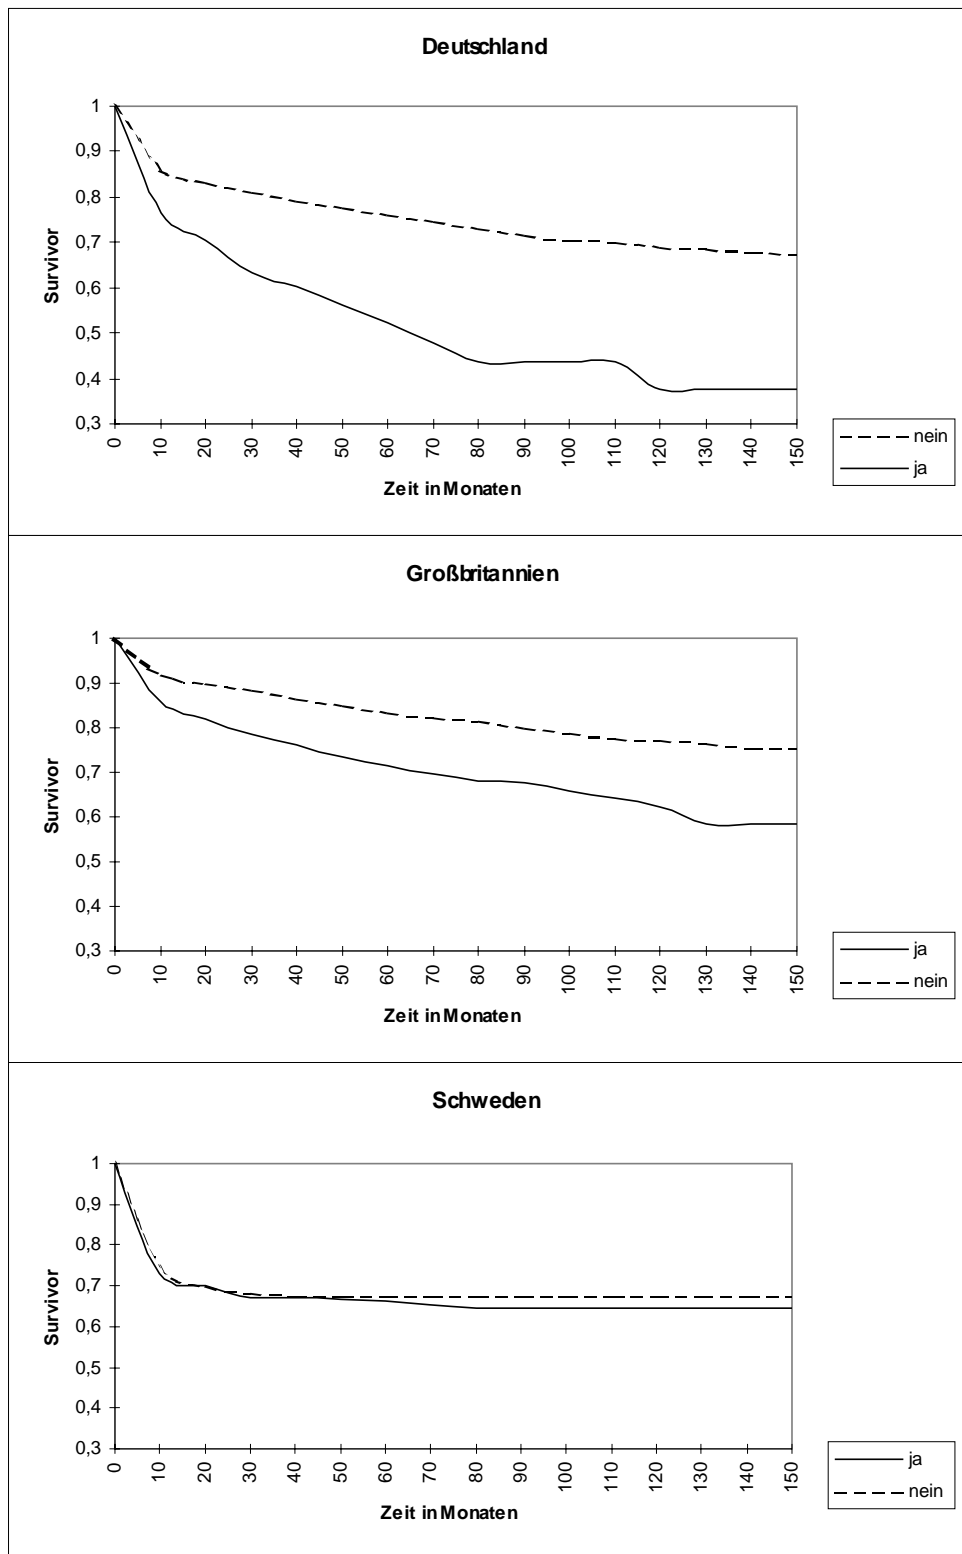 Deutschland
1
0,9
0,8
0,7
0,6
0,5
0,4
0,3
Survivor
0 10 20 30 40 50 60 70 80 90 100 110 120 130 140 150
Zeit in Monaten
nein
ja
Großbritannien
1
0,9
0,8
0,7
0,6
0,5
0,4
0,3
Survivor
0 10 20 30 40 50 60 70 80 90 100 110 120 130 140 150
Zeit in Monaten
ja
nein
Schweden
1
0,9
0,8
0,7
0,6
0,5
0,4
0,3
Survivor
0 10 20 30 40 50 60 70 80 90 100 110 120 130 140 150
Zeit in Monaten
ja
nein